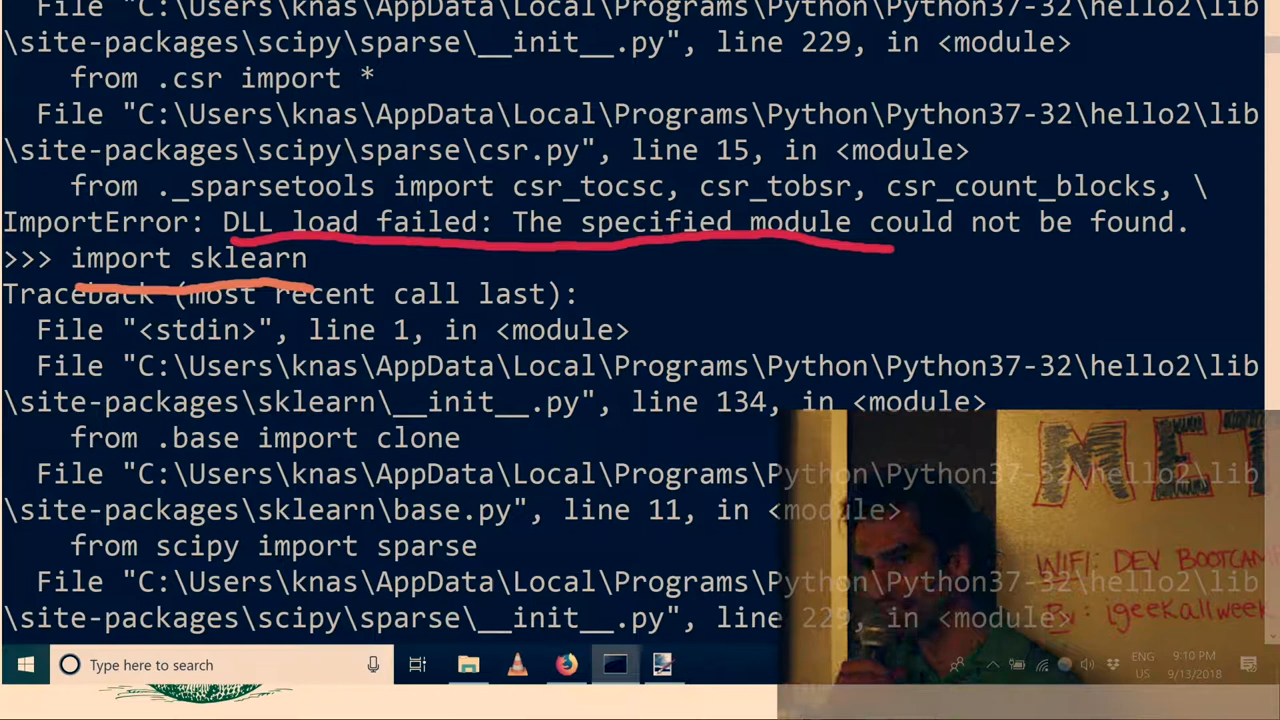 File "C:\Users\knas\AppData\Local\Programs\Python\Python37-32\hello2\lib
\site-packages\scipy\sparse\__init__.py", line 229, in <module>
from .csr import *
File "C:\Users\knas\AppData\Local\Programs\Python\Python37-32\hello2\lib
\site-packages\scipy\sparse\csr.py", line 15, in <module>
from ._sparsetools import csr_tocsc, csr_tobsr, csr_count_blocks, \
ImportError: DLL load failed: The specified module could not be found.
>>> import sklearn
Traceback (most recent call last):
File "<stdin>", line 1, in <module>
File "C:\Users\knas\AppData\Local\Programs\Python\Python37-32\hello2\lib
\site-packages\sklearn\__init__.py", line 134, in <module>
from .base import clone
File "C:\Users\knas\AppData\Local\Programs\Python\Python37-32\hello2\lib
\site-packages\sklearn\base.py", line 11, in <module>
from scipy import sparse
File "C:\Users\knas\AppData\Local\Programs\Python\Python37-32\hello2\lib
\site-packages\scipy\sparse\__init__.py", line 229, in <module>
WIFI: DEV BOOTCAM
PW: igeekallweek
Type here to search
ENG
US
9:10 PM
9/13/2018